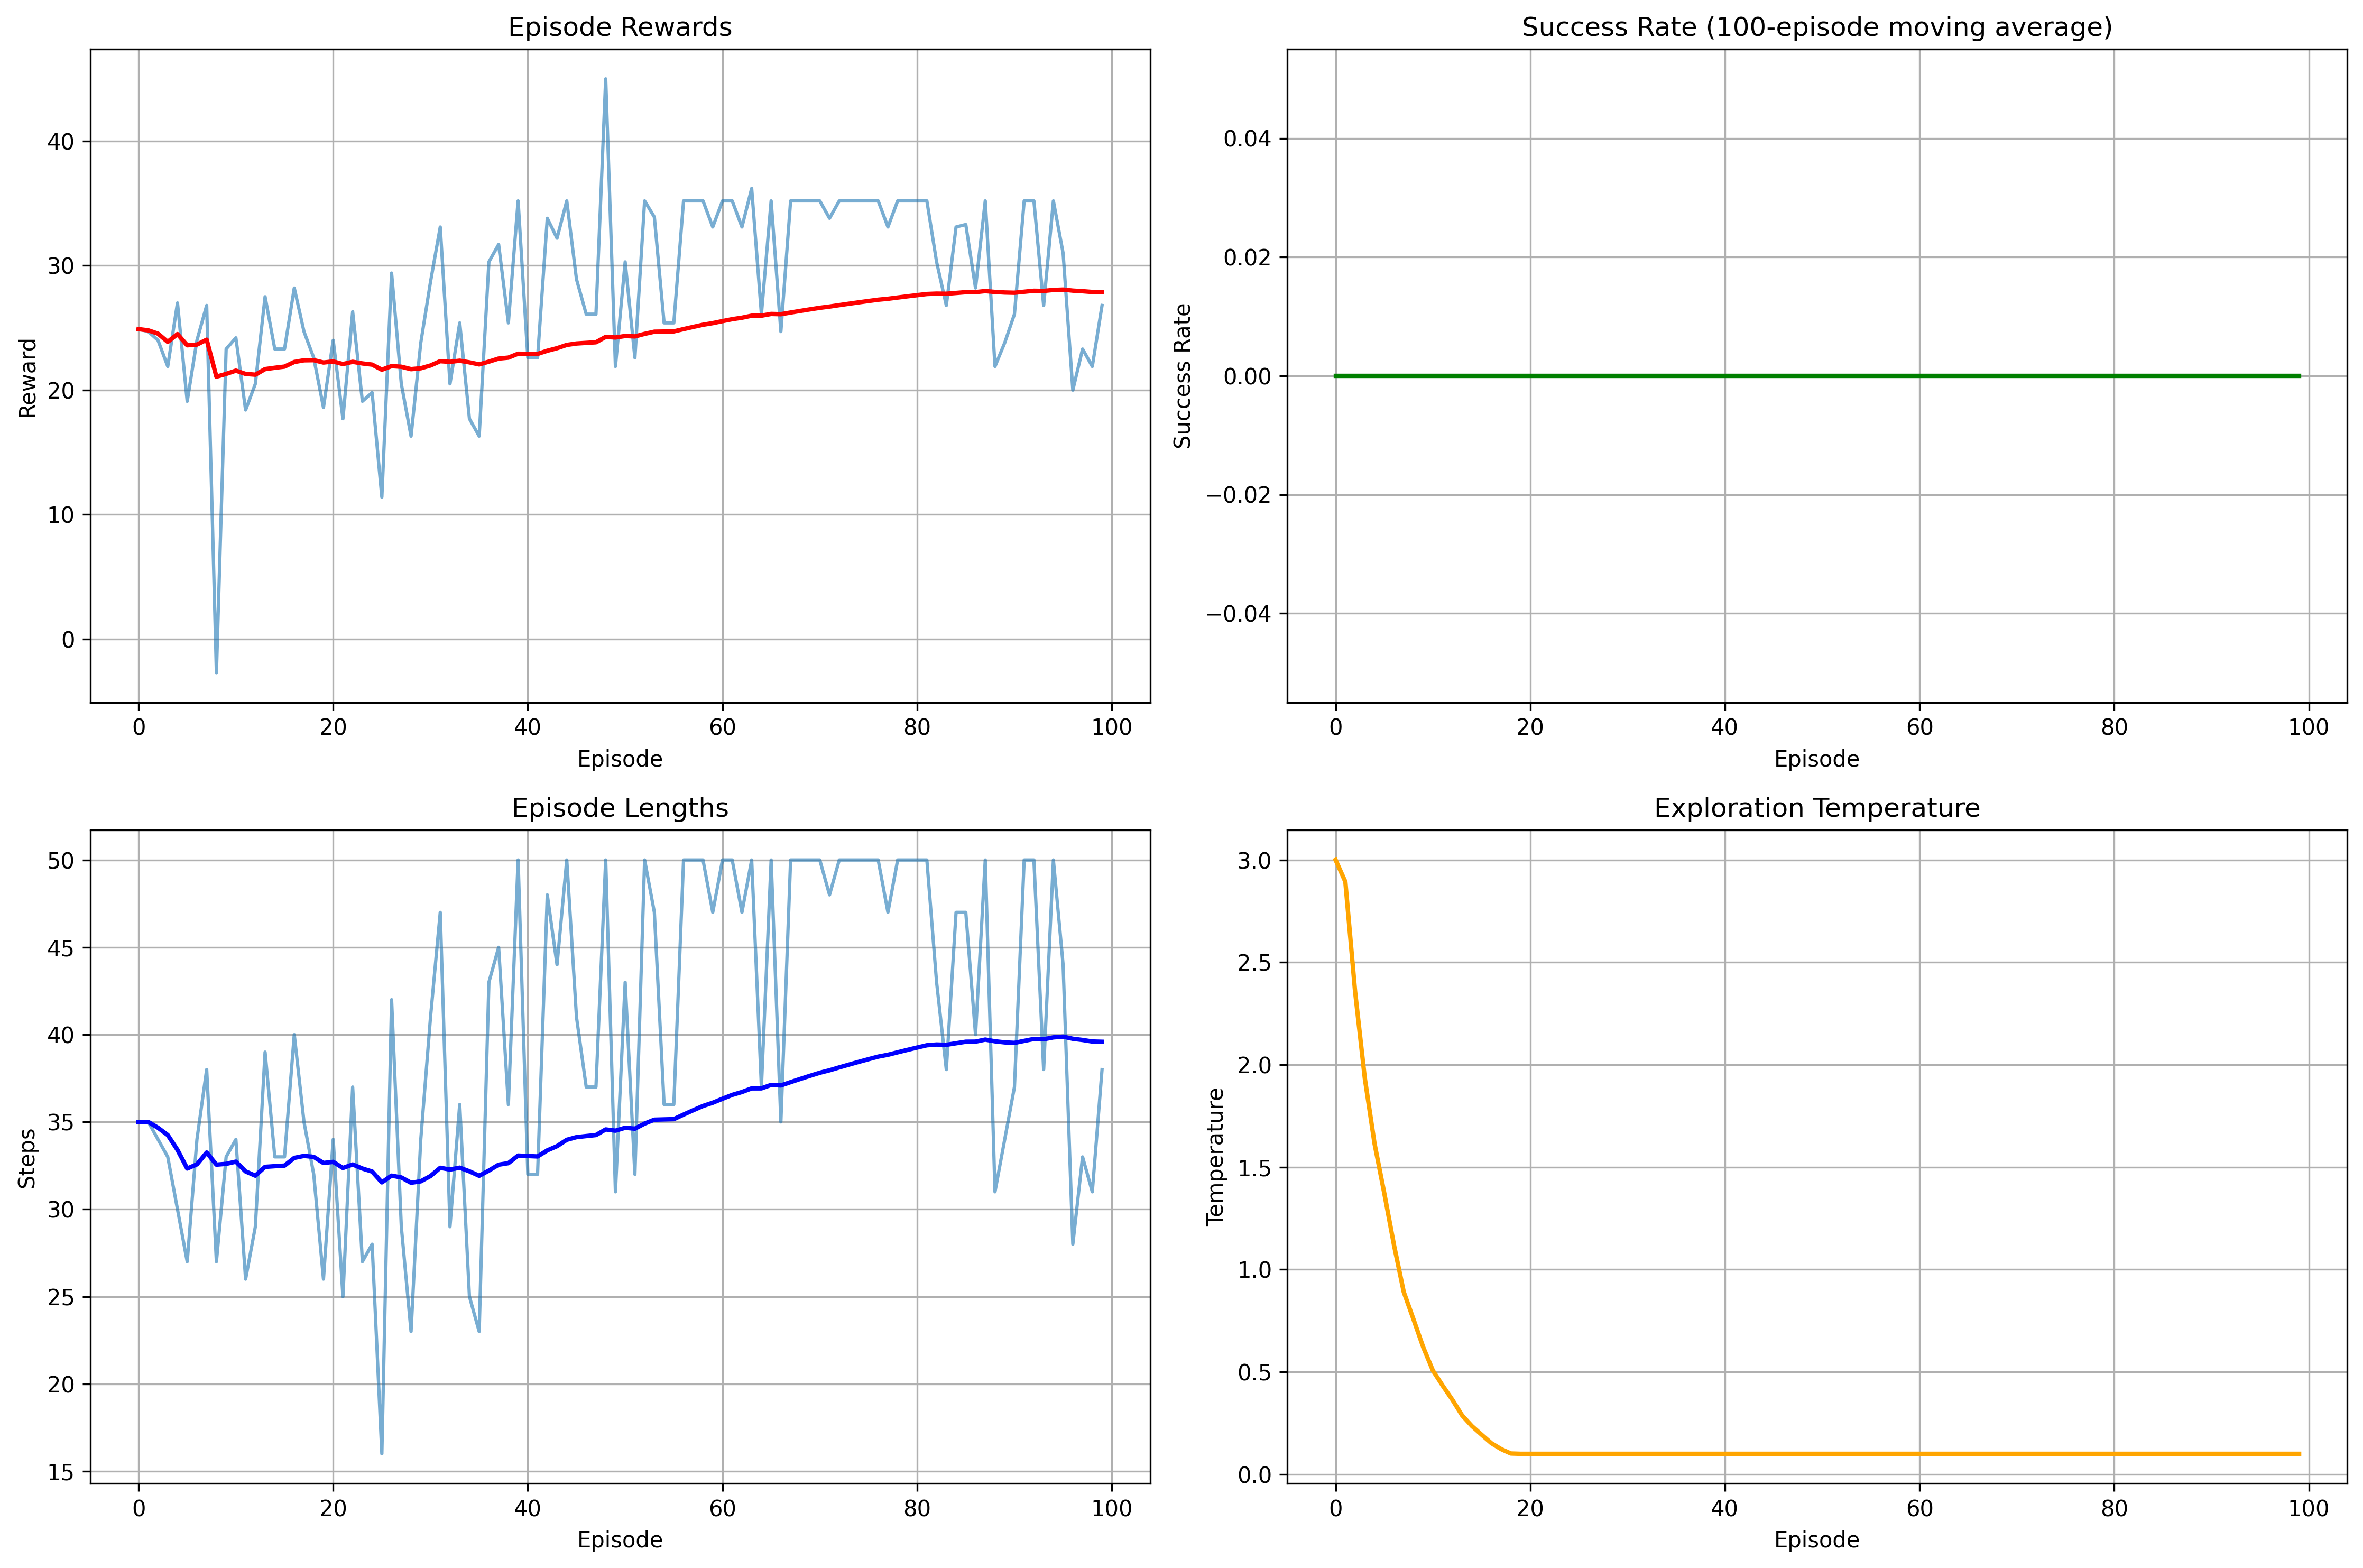 Episode Rewards
Reward
40
30
20
10
0
0 20 40 60 80 100
Episode
Success Rate (100-episode moving average)
Success Rate
0.04
0.02
0.00
−0.02
−0.04
0 20 40 60 80 100
Episode
Episode Lengths
Steps
50
45
40
35
30
25
20
15
0 20 40 60 80 100
Episode
Exploration Temperature
Temperature
3.0
2.5
2.0
1.5
1.0
0.5
0.0
0 20 40 60 80 100
Episode